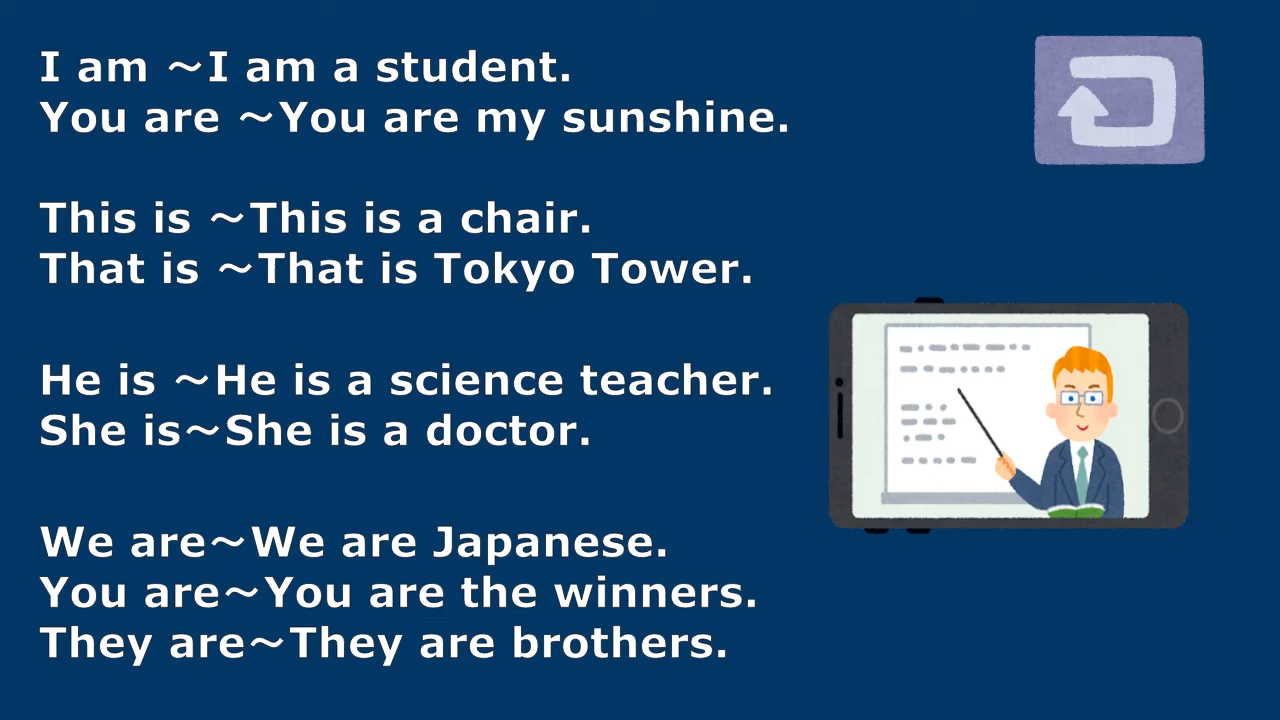 I am ～I am a student.
You are ～You are my sunshine.
This is ～This is a chair.
That is ～That is Tokyo Tower.
He is ～He is a science teacher.
She is～She is a doctor.
We are～We are Japanese.
You are～You are the winners.
They are～They are brothers.